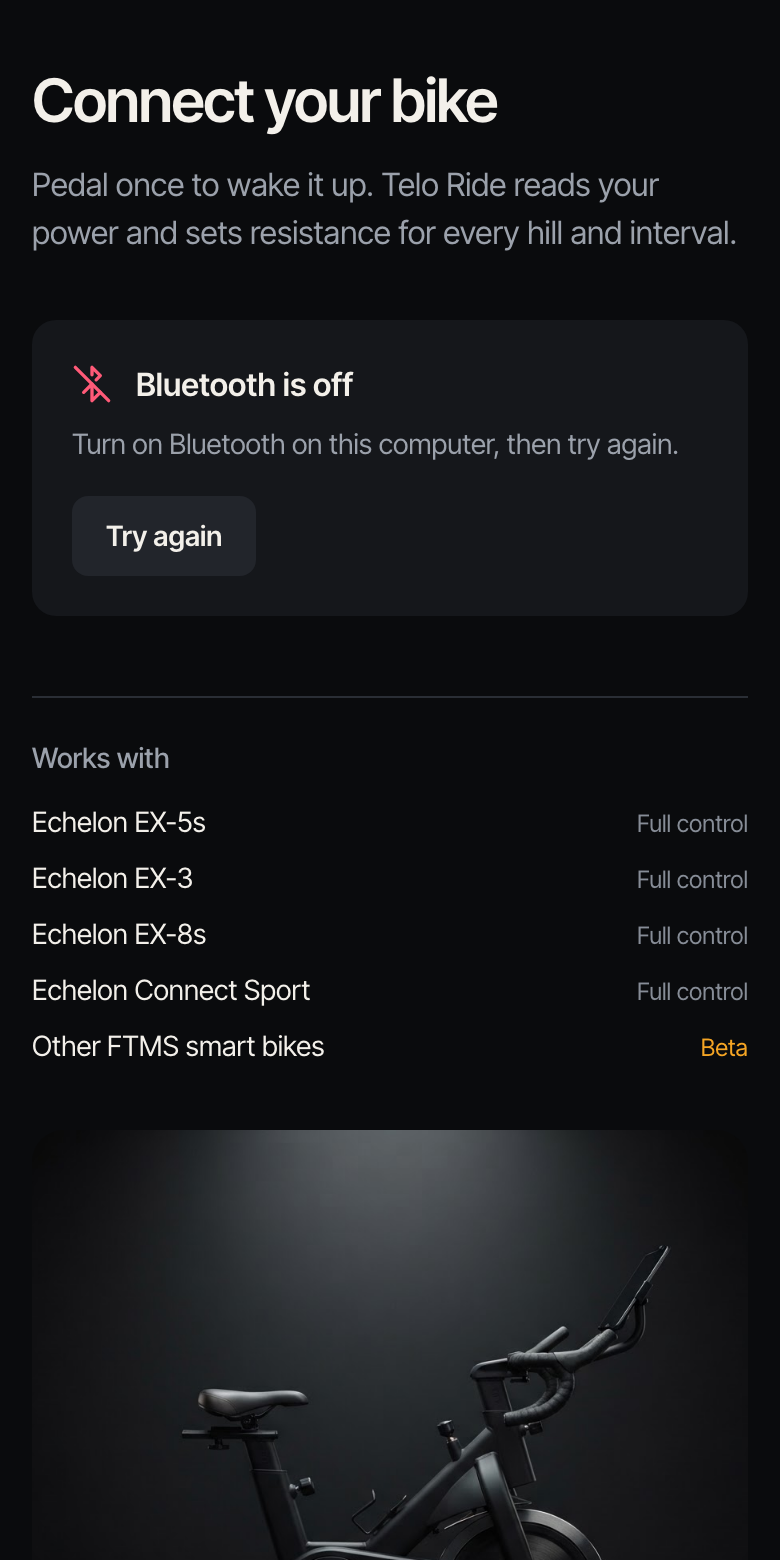 Connect your bike
Pedal once to wake it up. Telo Ride reads your
power and sets resistance for every hill and interval.
Bluetooth is off
Turn on Bluetooth on this computer, then try again.
Try again
Works with
Echelon EX-5s Full control
Echelon EX-3 Full control
Echelon EX-8s Full control
Echelon Connect Sport Full control
Other FTMS smart bikes Beta